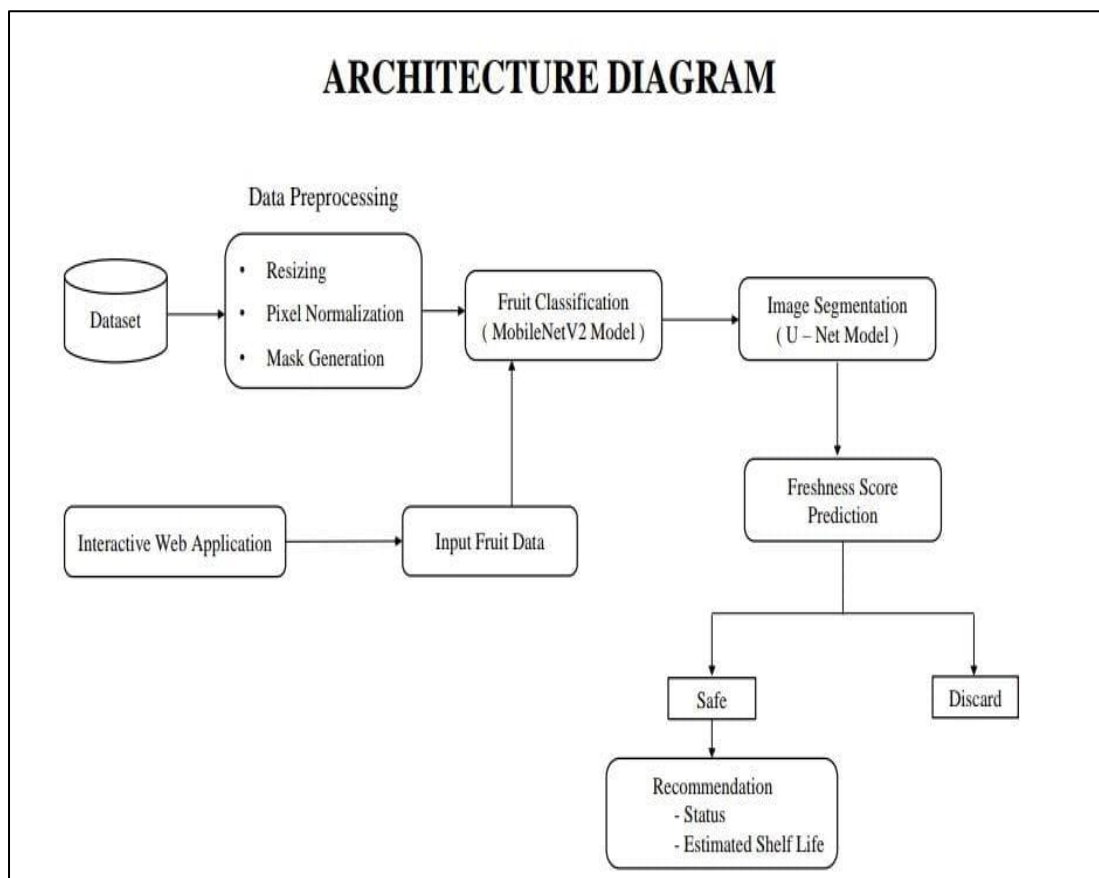 ARCHITECTURE DIAGRAM
Data Preprocessing
Dataset
• Resizing
• Pixel Normalization
• Mask Generation
Fruit Classification
( MobileNetV2 Model )
Image Segmentation
( U – Net Model )
Interactive Web Application
Input Fruit Data
Freshness Score
Prediction
Safe
Discard
Recommendation
- Status
- Estimated Shelf Life